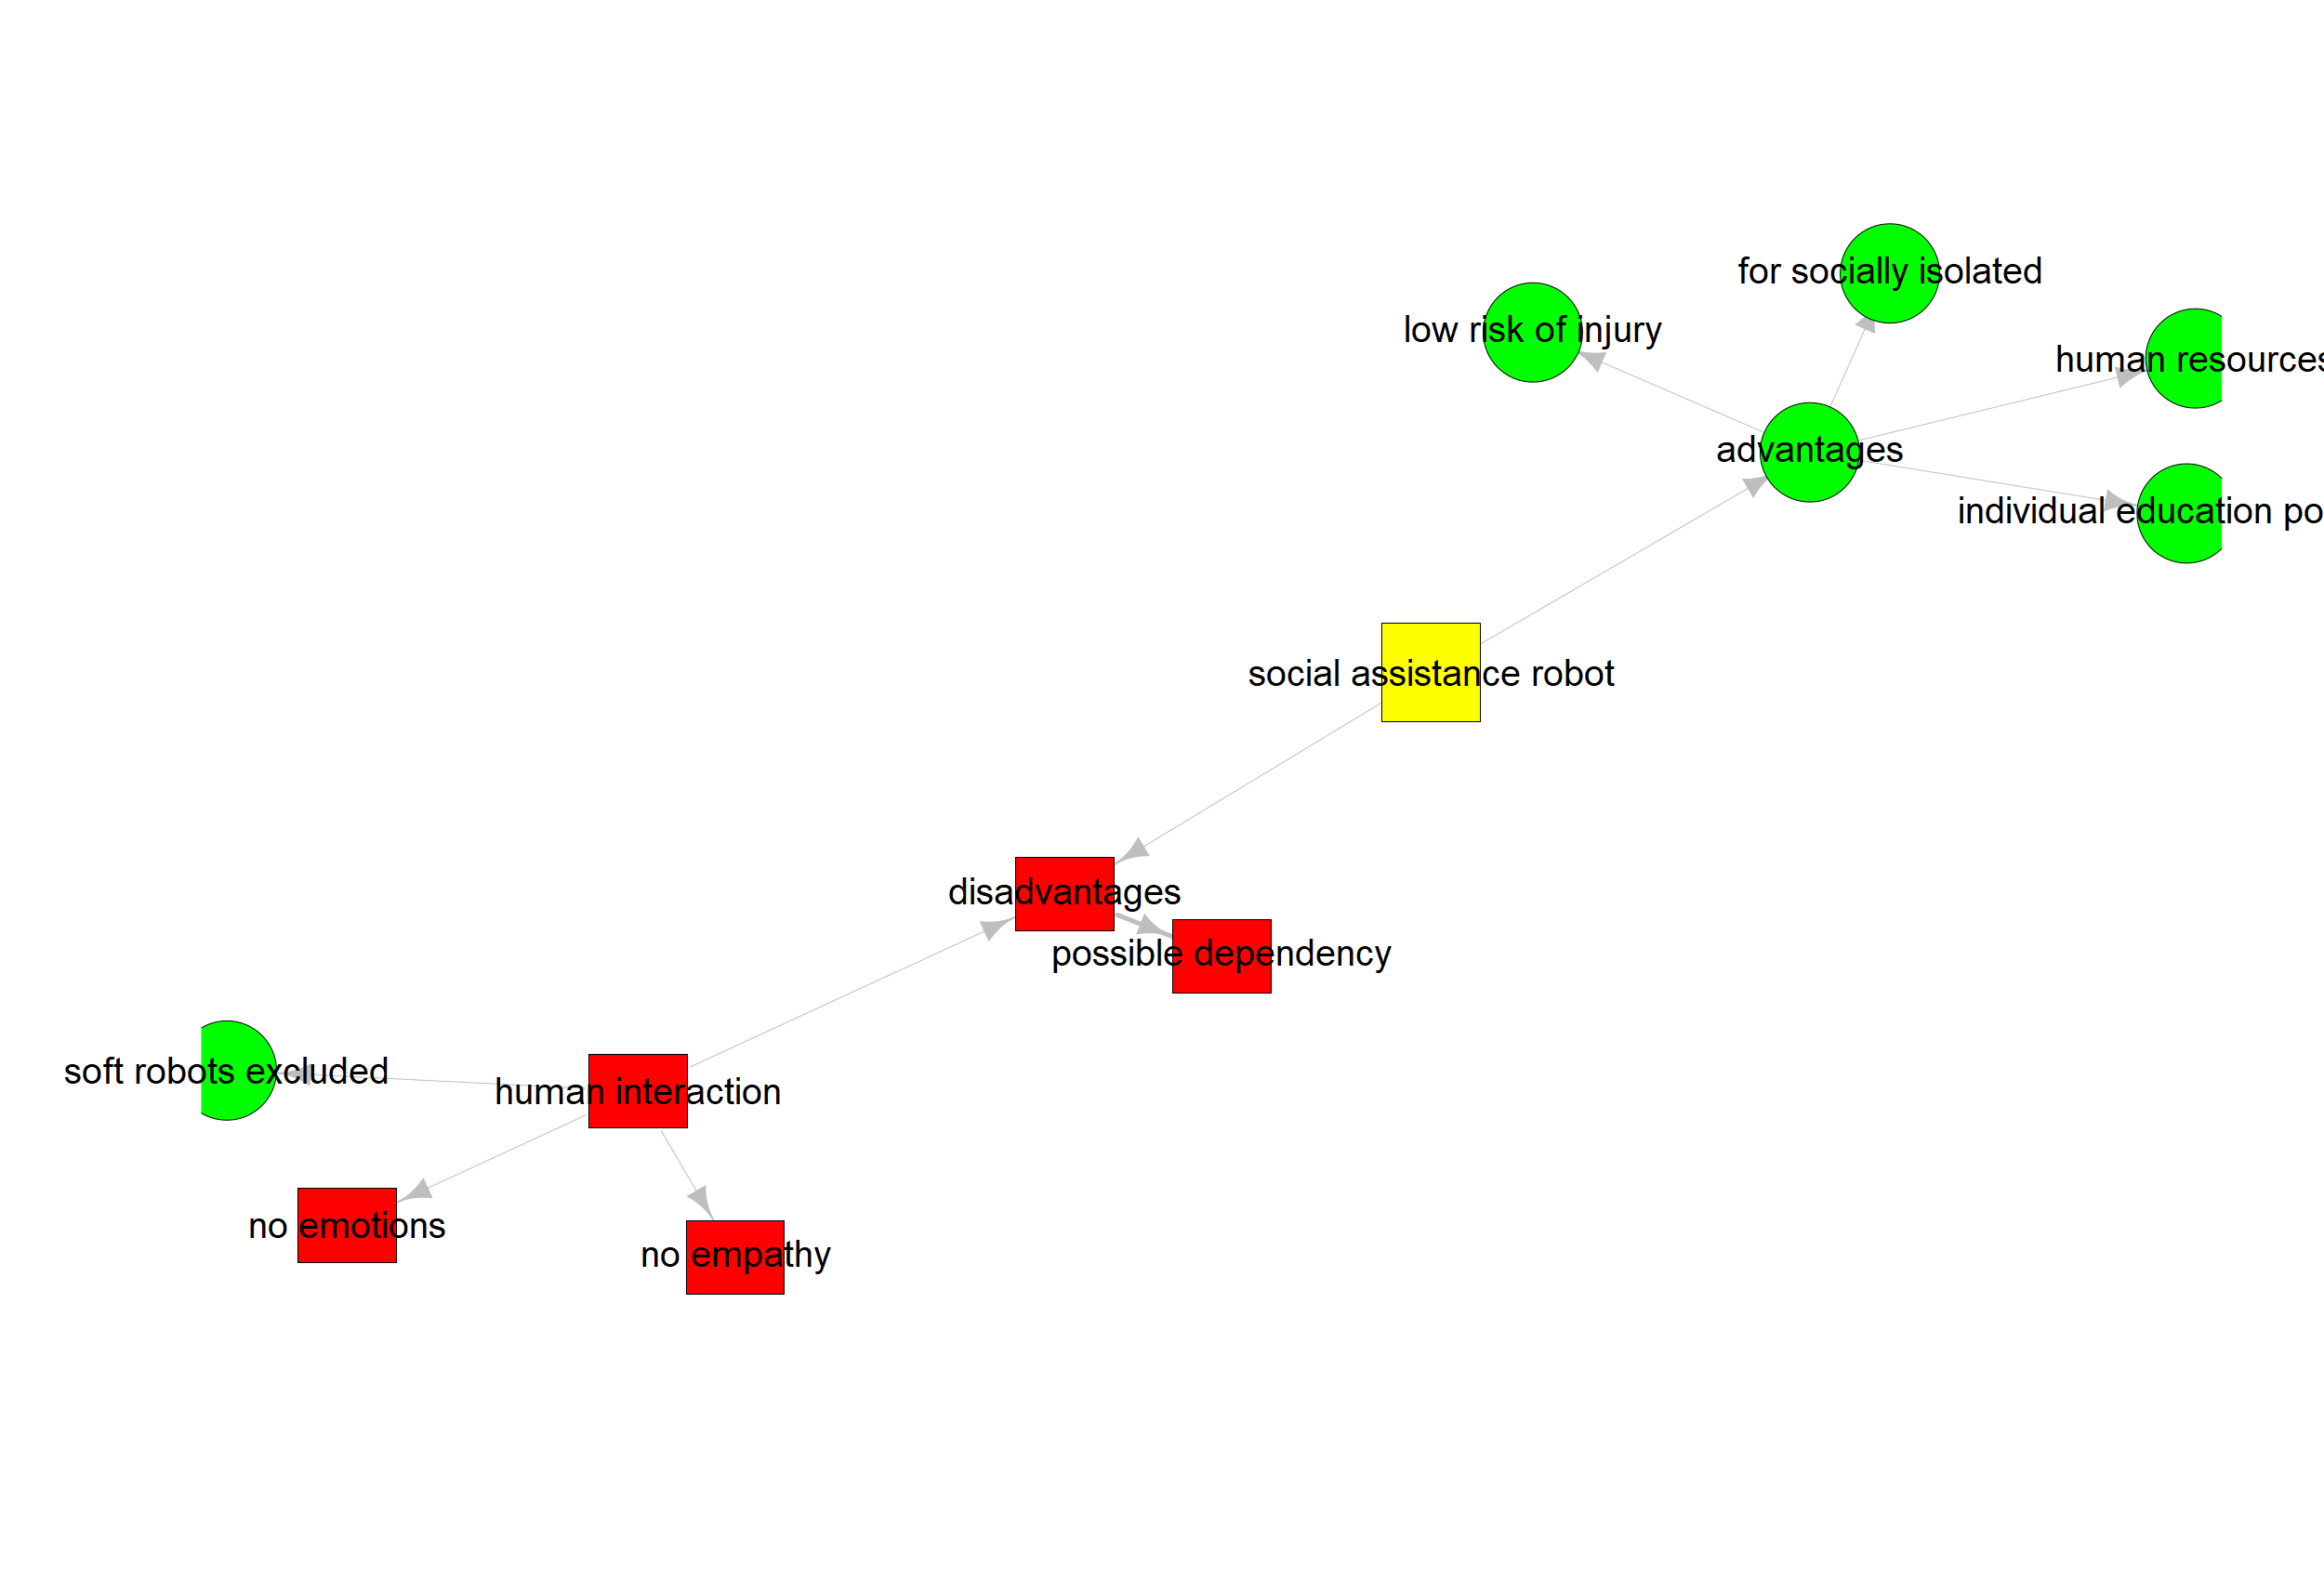 for socially isolated
low risk of injury
human resources
advantages
individual education po
social assistance robot
disadvantages
possible dependency
soft robots excluded
human interaction
no emotions
no empathy